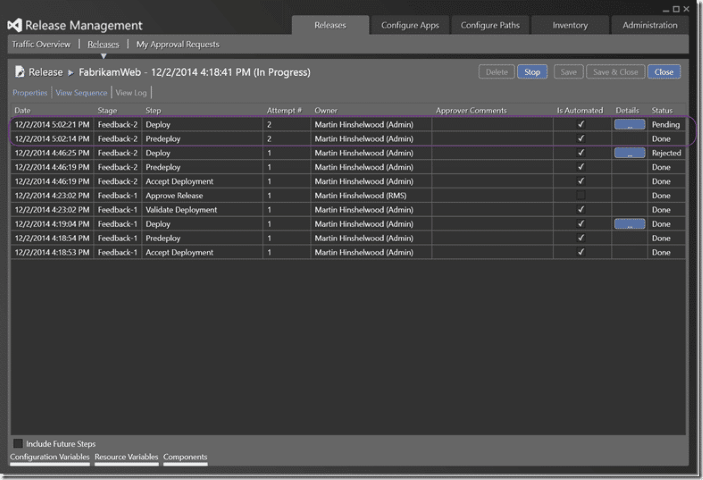 Release Management
Releases Configure Apps Configure Paths Inventory Administration
Traffic Overview | Releases | My Approval Requests
Release ▸ FabrikamWeb - 12/2/2014 4:18:41 PM (In Progress) Delete Stop Save Save & Close Close
Properties | View Sequence | View Log |
Date Stage Step Attempt # Owner Approver Comments Is Automated Details Status
12/2/2014 5:02:21 PM Feedback-2 Deploy 2 Martin Hinshelwood (Admin) ✓ ... Pending
12/2/2014 5:02:14 PM Feedback-2 Predeploy 2 Martin Hinshelwood (Admin) ✓ Done
12/2/2014 4:46:25 PM Feedback-2 Deploy 1 Martin Hinshelwood (Admin) ✓ ... Rejected
12/2/2014 4:46:19 PM Feedback-2 Predeploy 1 Martin Hinshelwood (Admin) ✓ Done
12/2/2014 4:46:19 PM Feedback-2 Accept Deployment 1 Martin Hinshelwood (Admin) ✓ Done
12/2/2014 4:23:02 PM Feedback-1 Approve Release 1 Martin Hinshelwood (RMS) Done
12/2/2014 4:23:02 PM Feedback-1 Validate Deployment 1 Martin Hinshelwood (Admin) ✓ Done
12/2/2014 4:19:04 PM Feedback-1 Deploy 1 Martin Hinshelwood (Admin) ✓ ... Done
12/2/2014 4:18:54 PM Feedback-1 Predeploy 1 Martin Hinshelwood (Admin) ✓ Done
12/2/2014 4:18:53 PM Feedback-1 Accept Deployment 1 Martin Hinshelwood (Admin) ✓ Done
Include Future Steps
Configuration Variables Resource Variables Components